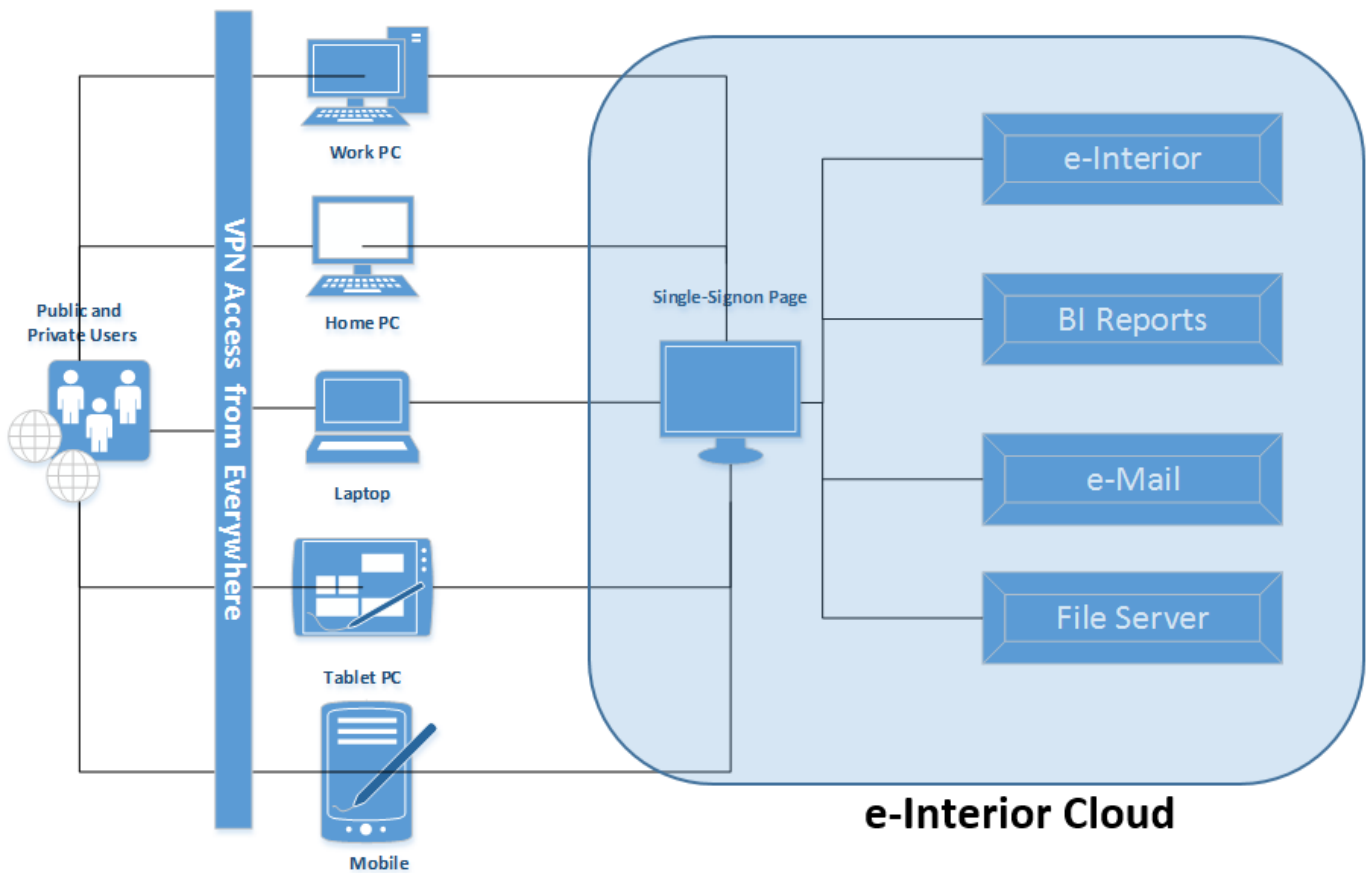 Public and
Private Users
VPN Access from Everywhere
Work PC
Home PC
Laptop
Tablet PC
Mobile
Single-Signon Page
e-Interior
BI Reports
e-Mail
File Server
e-Interior Cloud